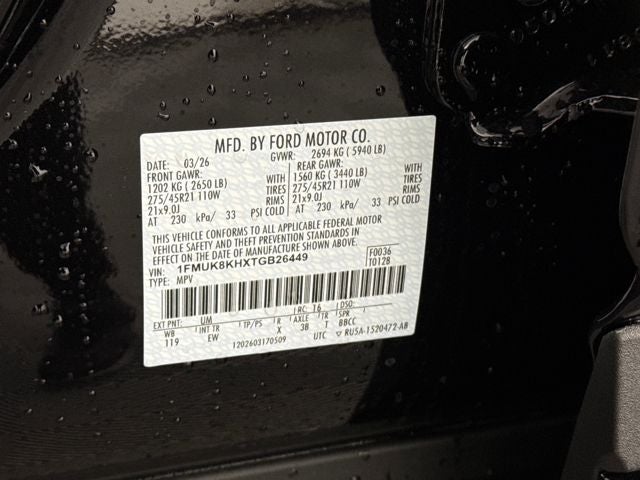 MFD. BY FORD MOTOR CO.
DATE: 03/26 GVWR: 2694 KG ( 5940 LB)
FRONT GAWR: REAR GAWR:
1202 KG ( 2650 LB) WITH 1560 KG ( 3440 LB) WITH
275/45R21 110W TIRES 275/45R21 110W TIRES
21x9.0J RIMS 21x9.0J RIMS
AT 230 kPa/ 33 PSI COLD AT 230 kPa/ 33 PSI COLD
THIS VEHICLE CONFORMS TO ALL APPLICABLE FEDERAL MOTOR
VEHICLE SAFETY AND THEFT PREVENTION STANDARDS IN
EFFECT ON THE DATE OF MANUFACTURE SHOWN ABOVE.
VIN: 1FMUK8KHXTGB26449 F0036
TYPE: MPV T0128
EXT PNT: UM RC: 16 DSO:
WB INT TR TP/PS R AXLE TR SPR
119 EW X 3B T BBCC
1202603170509 UTC ▽ RU5A-1520472-AB